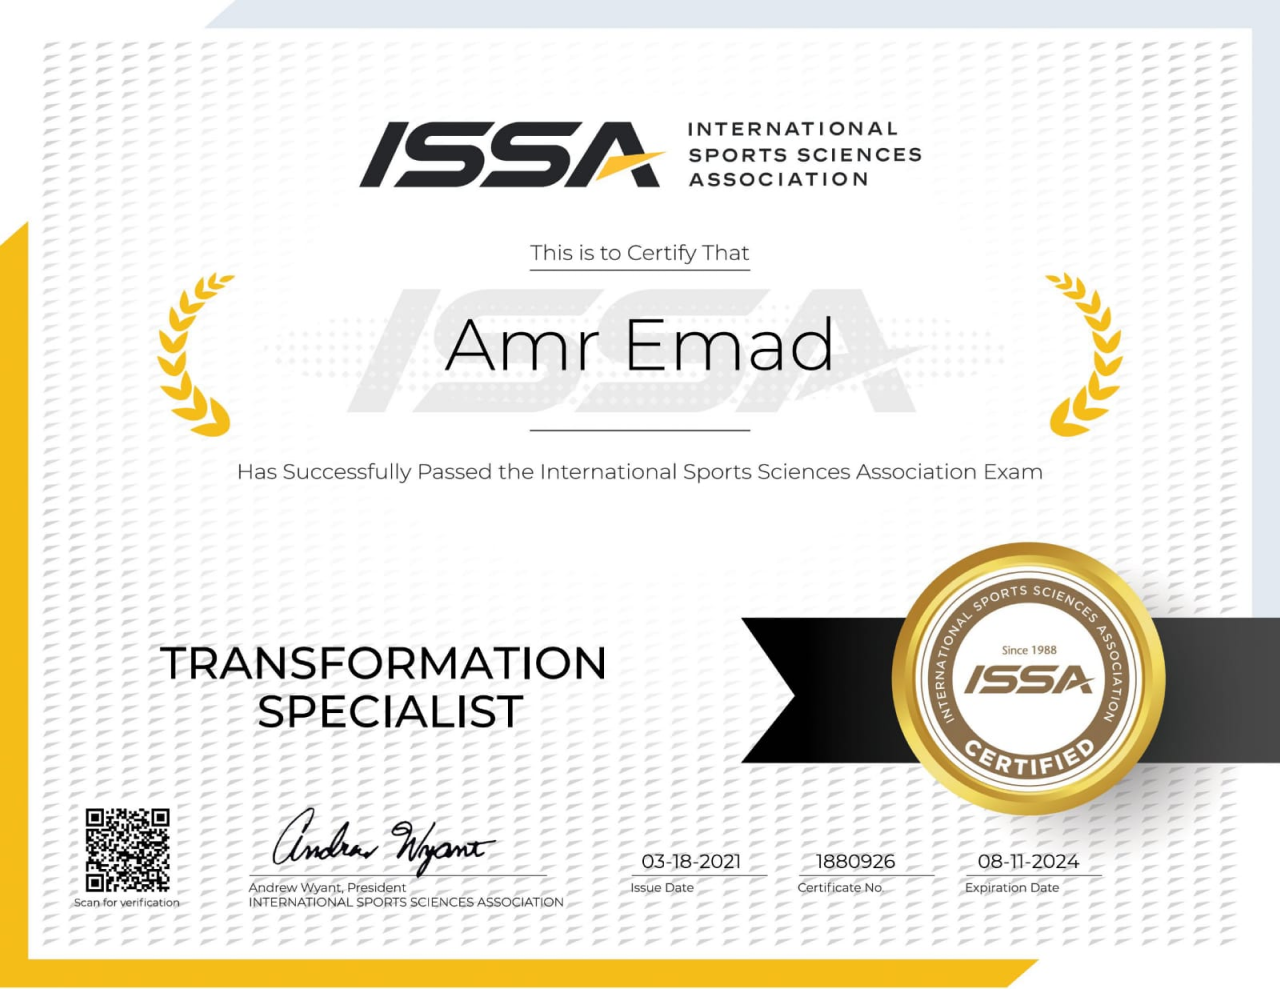 ISSA
INTERNATIONAL
SPORTS SCIENCES
ASSOCIATION
This is to Certify That
ISSA
Amr Emad
Has Successfully Passed the International Sports Sciences Association Exam
TRANSFORMATION
SPECIALIST
INTERNATIONAL SPORTS SCIENCES ASSOCIATION
Since 1988
ISSA
CERTIFIED
Scan for verification
Andrew Wyant
Andrew Wyant, President
INTERNATIONAL SPORTS SCIENCES ASSOCIATION
03-18-2021
Issue Date
1880926
Certificate No.
08-11-2024
Expiration Date